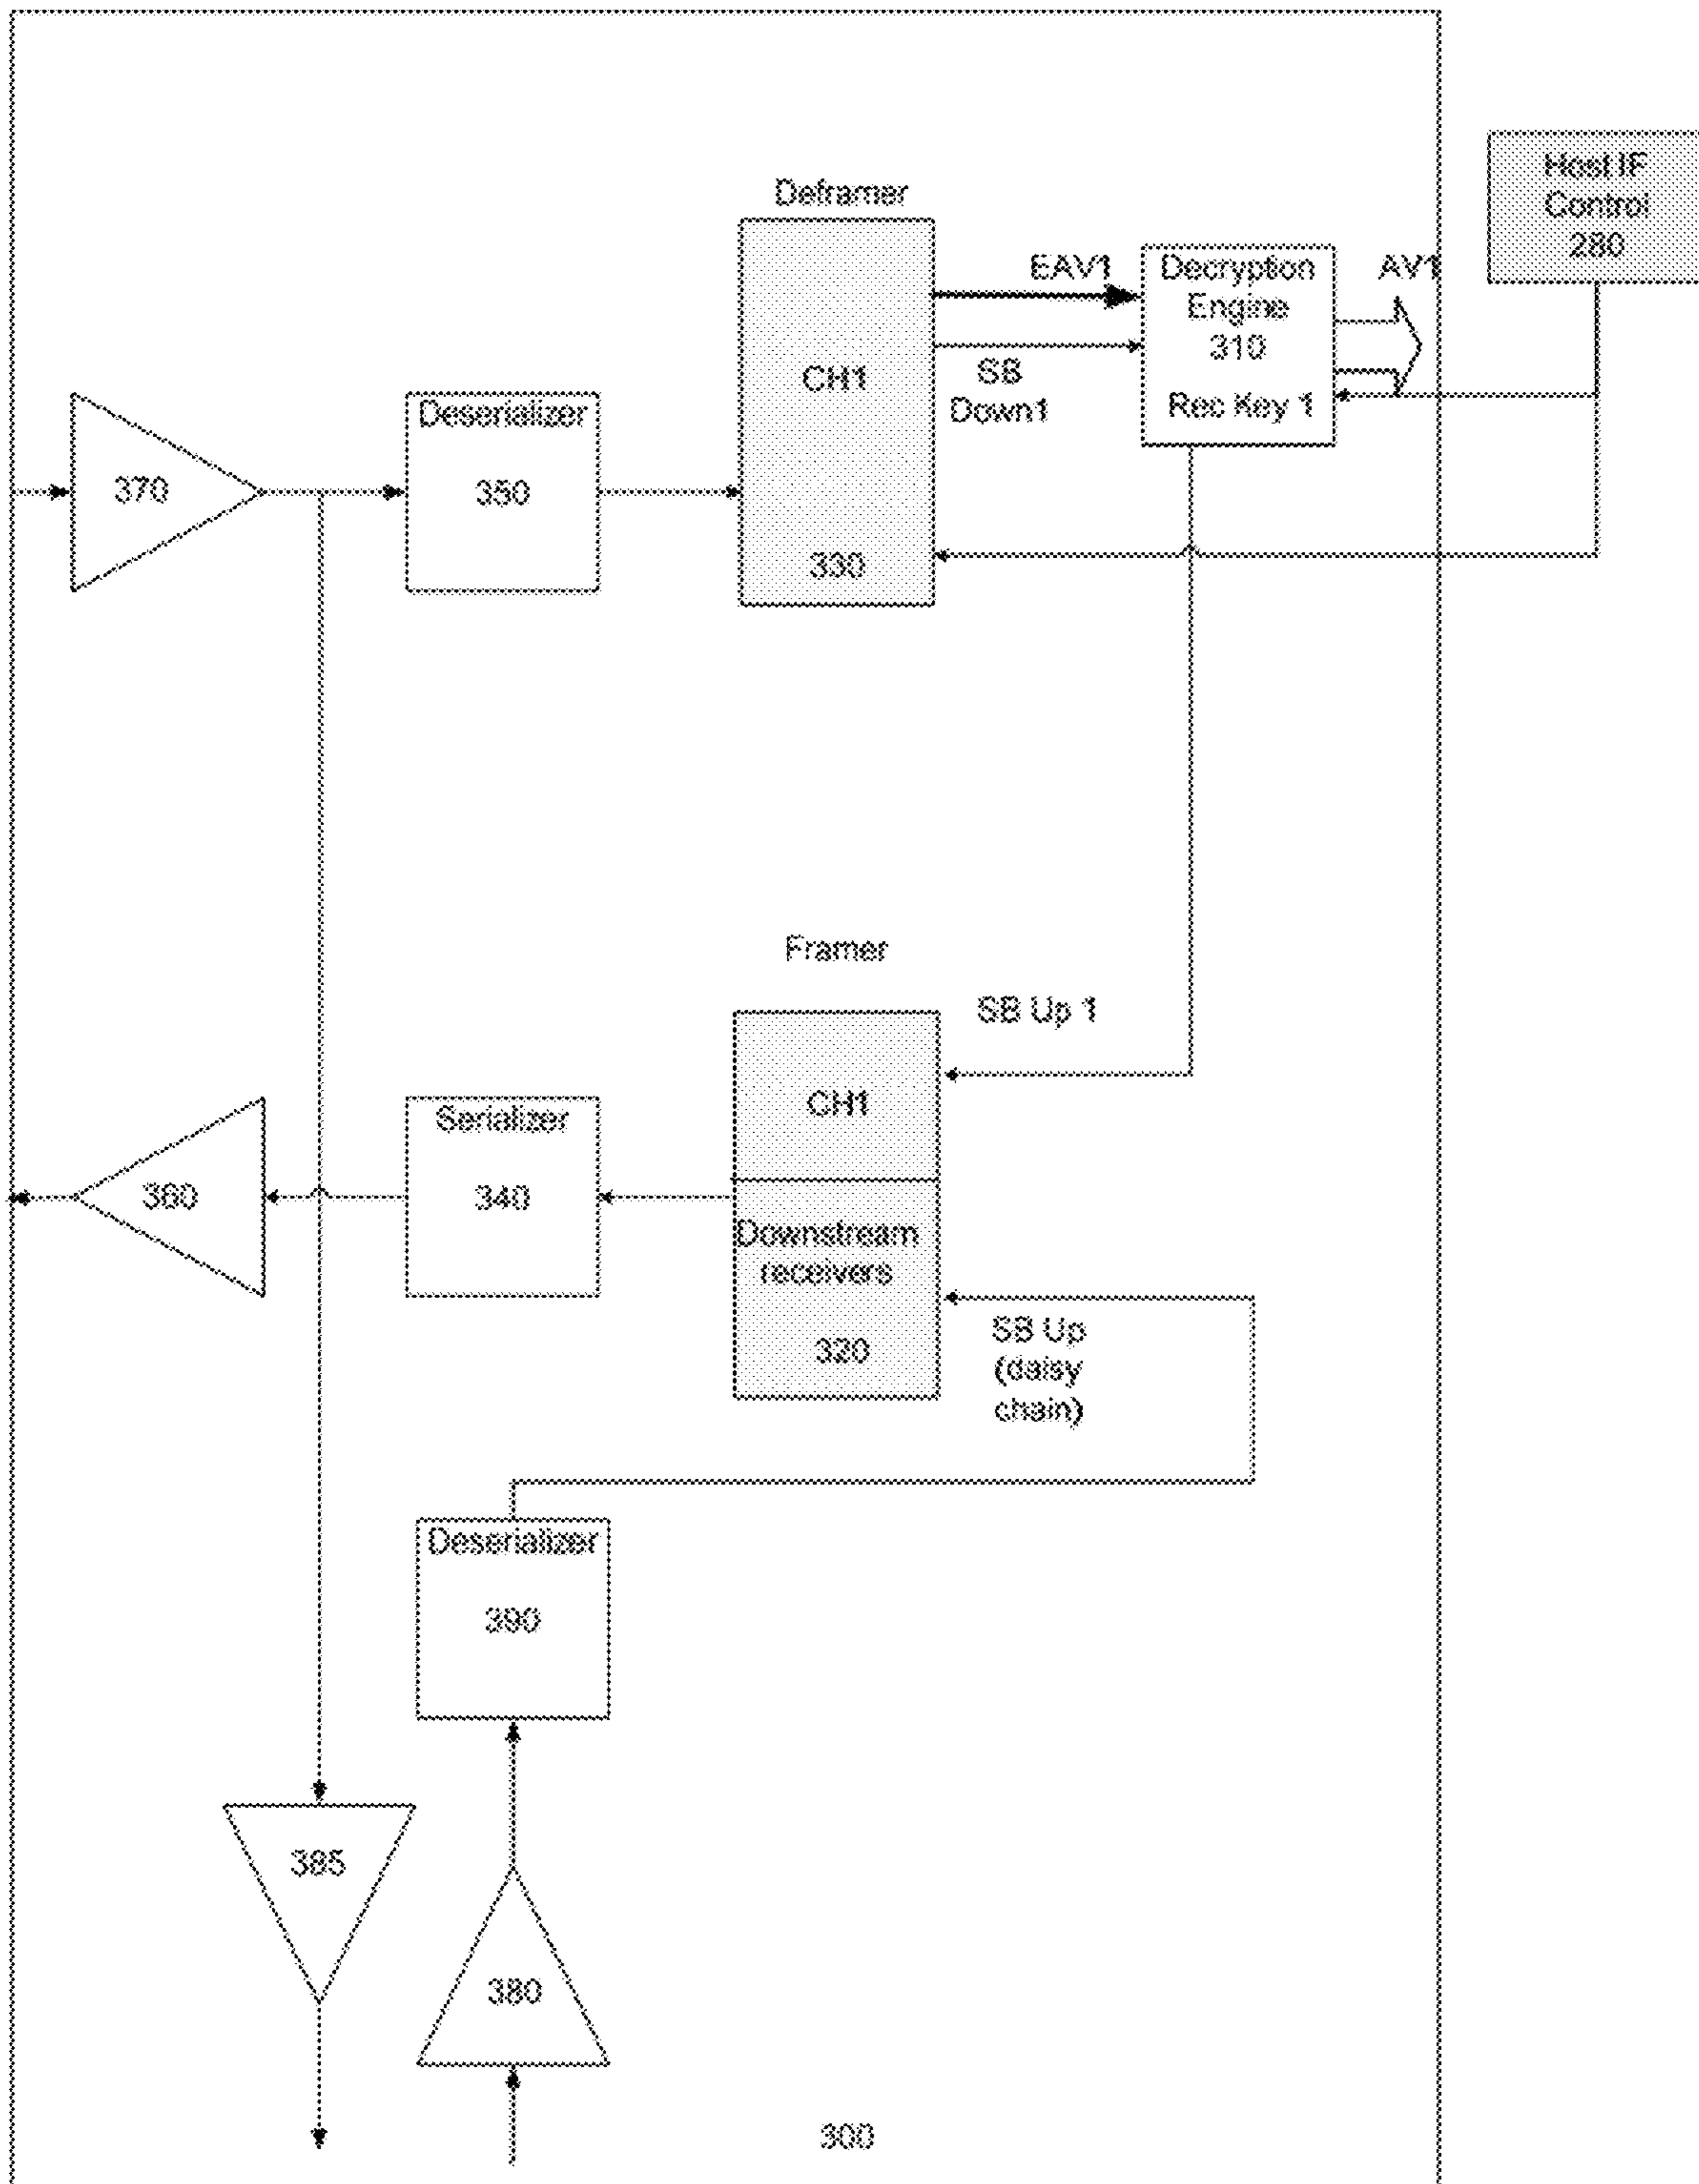 Host IF
Control
280
Deframer
EAV1
Decryption
Engine
310
Rec Key 1
AV1
CH1
SB
Down1
Deserializer
350
370
330
Framer
SB Up 1
CH1
Serializer
340
360
Downstream
receivers
320
SB Up
(daisy
chain)
Deserializer
390
385
380
300